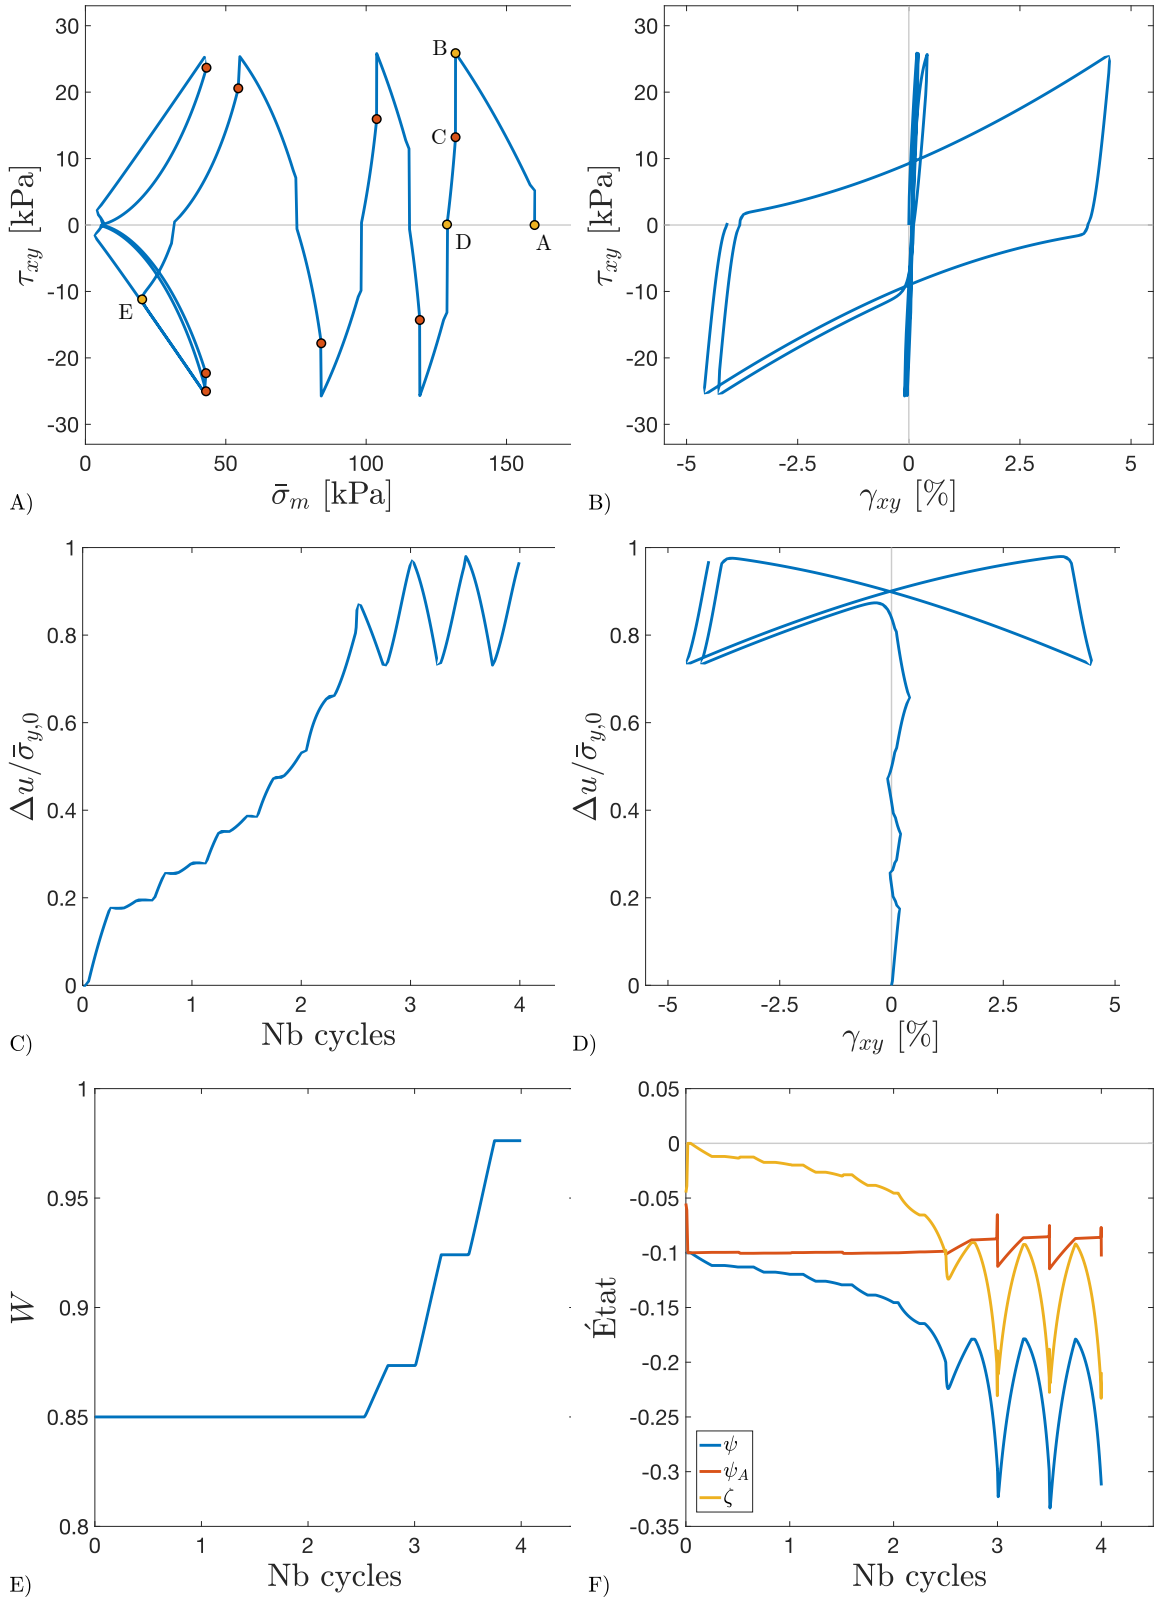 30
20
10
0
-10
-20
-30
τxy [kPa]
B
C
D
A
E
0 50 100 150
σ̄m [kPa]
A)
30
20
10
0
-10
-20
-30
τxy [kPa]
-5 -2.5 0 2.5 5
γxy [%]
B)
1
0.8
0.6
0.4
0.2
0
Δu/σ̄y,0
0 1 2 3 4
Nb cycles
C)
1
0.8
0.6
0.4
0.2
0
Δu/σ̄y,0
-5 -2.5 0 2.5 5
γxy [%]
D)
1
0.95
0.9
0.85
0.8
W
0 1 2 3 4
Nb cycles
E)
0.05
0
-0.05
-0.1
-0.15
-0.2
-0.25
-0.3
-0.35
État
ψ
ψA
ζ
0 1 2 3 4
Nb cycles
F)